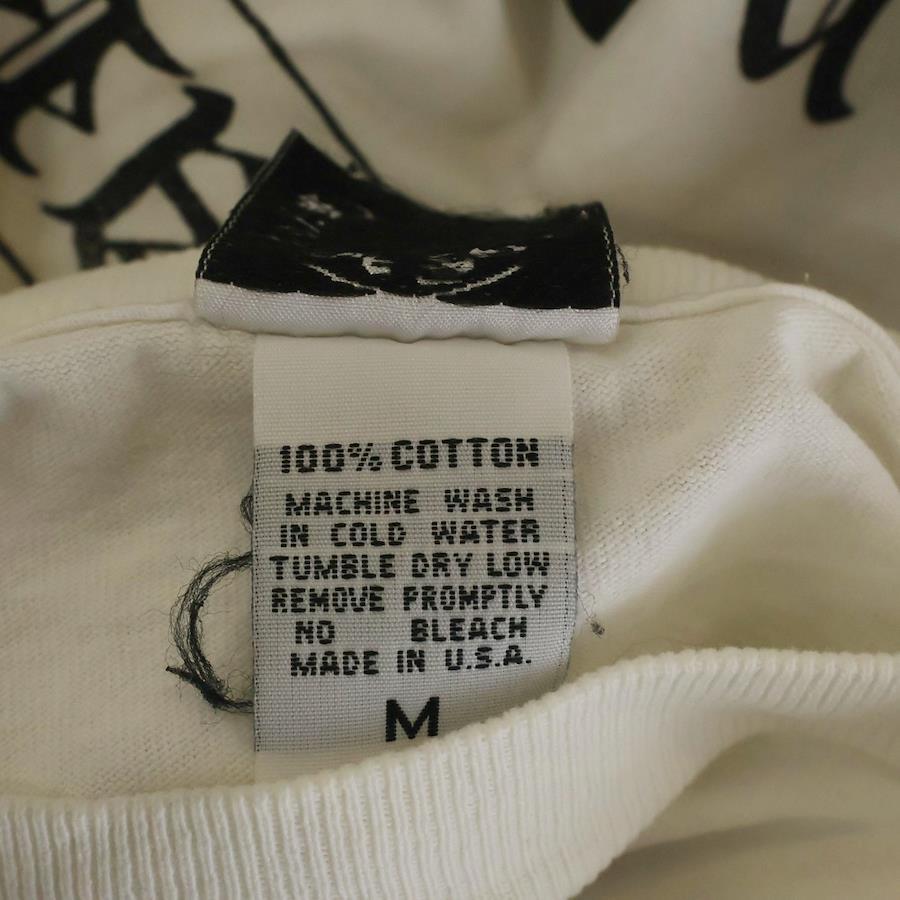 100% COTTON
MACHINE WASH
IN COLD WATER
TUMBLE DRY LOW
REMOVE PROMPTLY
NO BLEACH
MADE IN U.S.A.
M